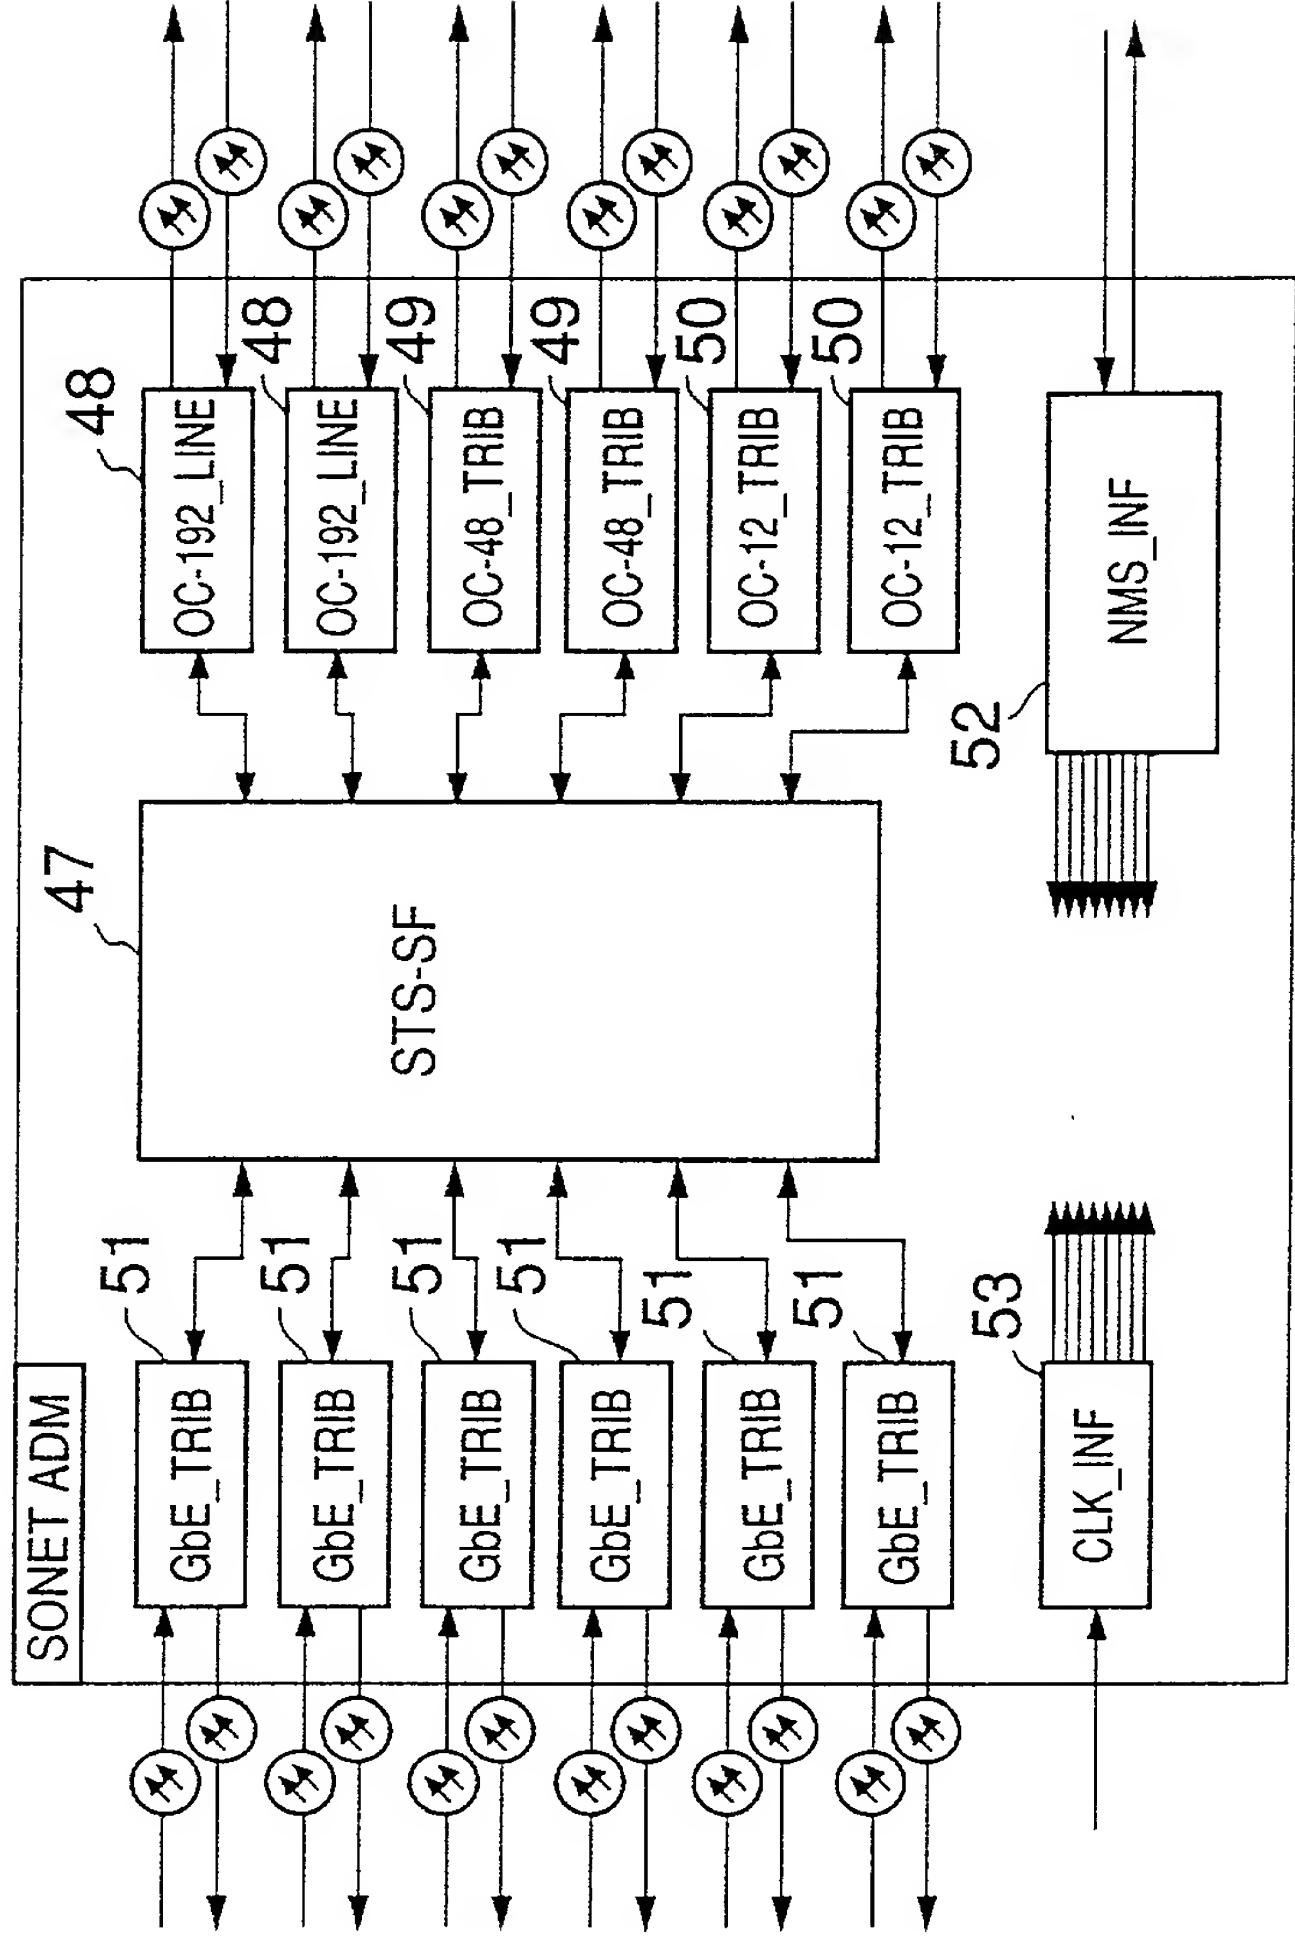 SONET ADM
51
GbE_TRIB
51
GbE_TRIB
51
GbE_TRIB
51
GbE_TRIB
51
GbE_TRIB
51
GbE_TRIB
53
CLK_INF
47
STS-SF
48
OC-192_LINE
48
OC-192_LINE
49
OC-48_TRIB
49
OC-48_TRIB
50
OC-12_TRIB
50
OC-12_TRIB
52
NMS_INF